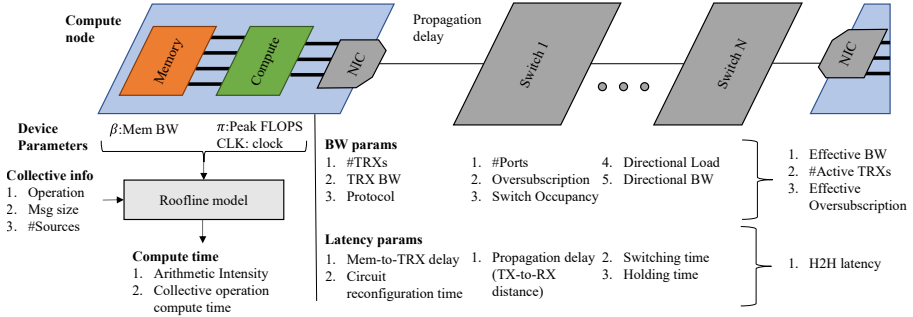 Compute
node
Memory
Compute
NIC
Propagation
delay
Switch 1
Switch N
NIC
Device
Parameters
β:Mem BW
π:Peak FLOPS
CLK: clock
Collective info
1. Operation
2. Msg size
3. #Sources
Roofline model
Compute time
1. Arithmetic Intensity
2. Collective operation
compute time
BW params
1. #TRXs
2. TRX BW
3. Protocol
1. #Ports
2. Oversubscription
3. Switch Occupancy
4. Directional Load
5. Directional BW
1. Effective BW
2. #Active TRXs
3. Effective
Oversubscription
Latency params
1. Mem-to-TRX delay
2. Circuit
reconfiguration time
1. Propagation delay
(TX-to-RX
distance)
2. Switching time
3. Holding time
1. H2H latency